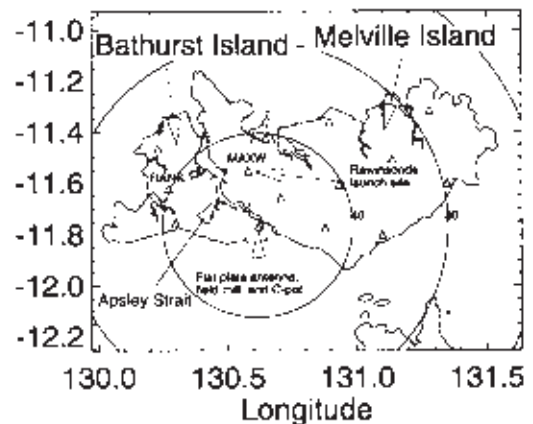 Bathurst Island - Melville Island
-11.0
-11.2
-11.4
-11.6
-11.8
-12.0
-12.2
MAXW
Rawinsonde
launch site
40
Flat plate antenna,
field mill, and C-pot
Apsley Strait
130.0 130.5 131.0 131.5
Longitude